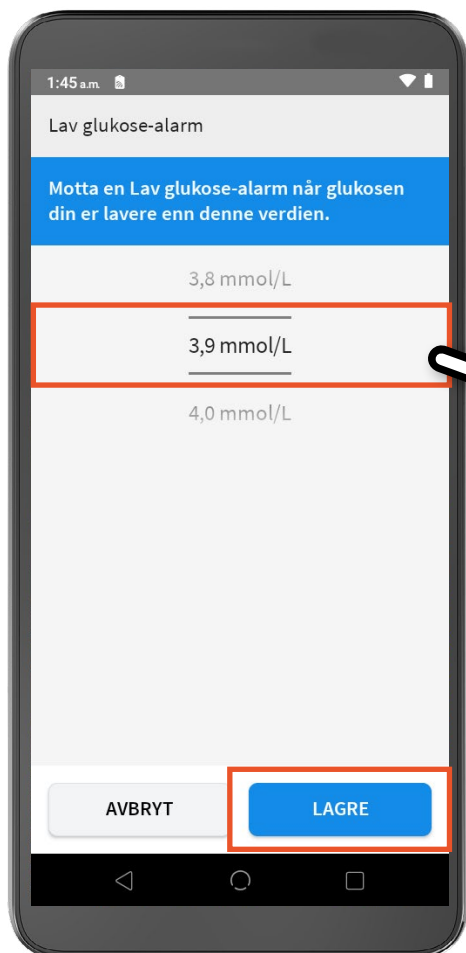 1:45 a.m.
Lav glukose-alarm
Motta en Lav glukose-alarm når glukosen
din er lavere enn denne verdien.
3,8 mmol/L
3,9 mmol/L
4,0 mmol/L
AVBRYT LAGRE